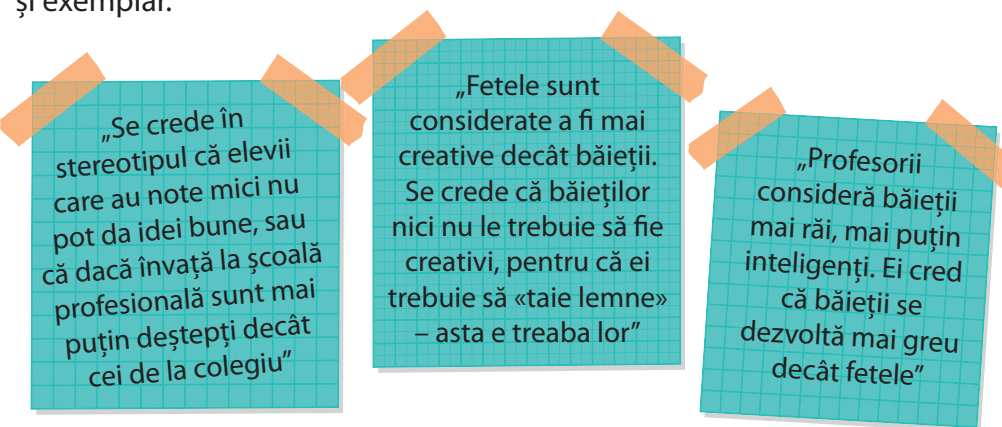 și exemplar.
„Se crede în
stereotipul că elevii
care au note mici nu
pot da idei bune, sau
că dacă învață la școală
profesională sunt mai
puțin deștepți decât
cei de la colegiu”
„Fetele sunt
considerate a fi mai
creative decât băieții.
Se crede că băieților
nici nu le trebuie să fie
creativi, pentru că ei
trebuie să «taie lemne»
– asta e treaba lor”
„Profesorii
consideră băieții
mai răi, mai puțin
inteligenți. Ei cred
că băieții se
dezvoltă mai greu
decât fetele”